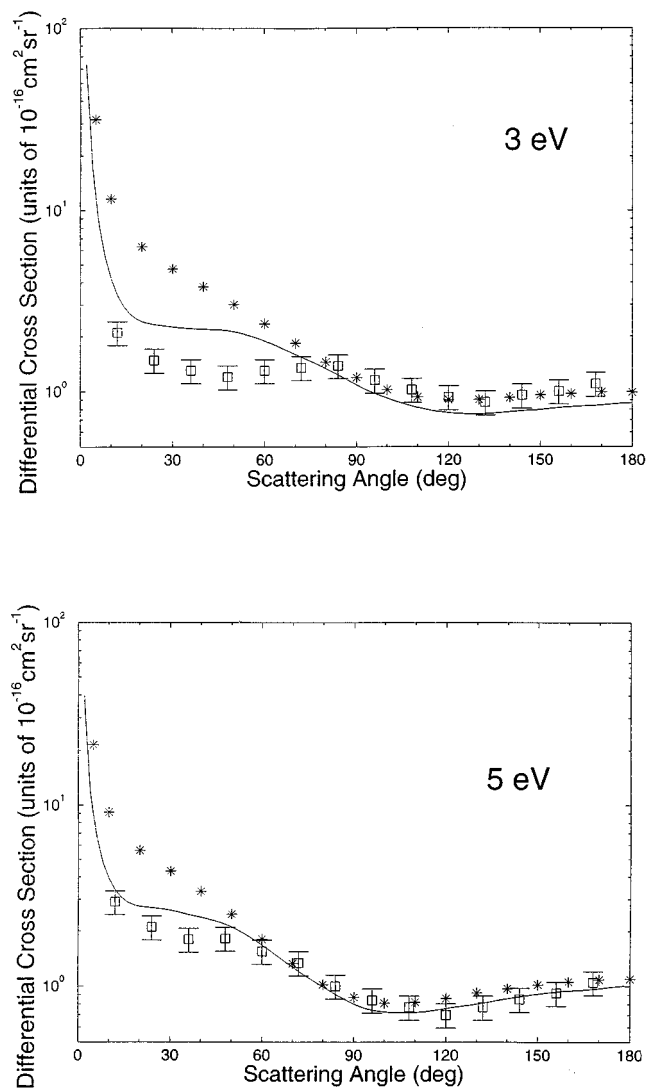 10²
10¹
10⁰
Differential Cross Section (units of 10⁻¹⁶cm²sr⁻¹)
3 eV
0 30 60 90 120 150 180
Scattering Angle (deg)
10²
10¹
10⁰
Differential Cross Section (units of 10⁻¹⁶cm²sr⁻¹)
5 eV
0 30 60 90 120 150 180
Scattering Angle (deg)